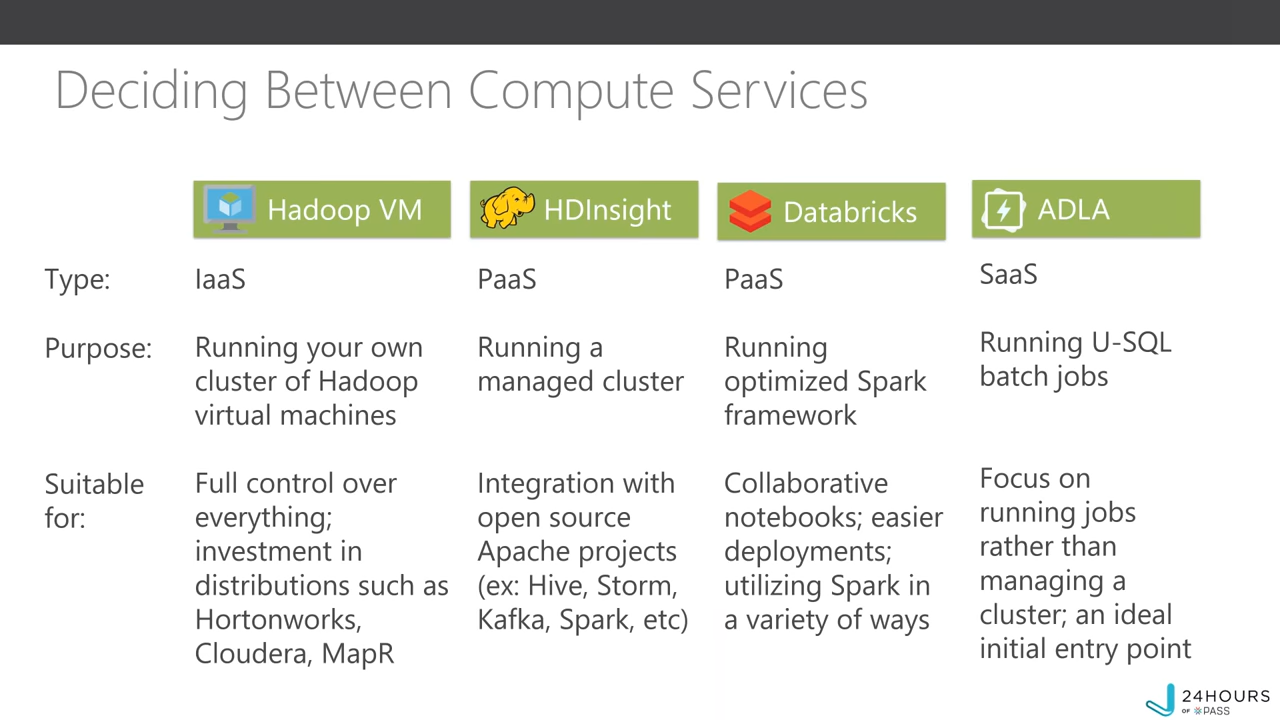 Deciding Between Compute Services
Hadoop VM
HDInsight
Databricks
ADLA
Type:
IaaS
PaaS
PaaS
SaaS
Purpose:
Running your own
cluster of Hadoop
virtual machines
Running a
managed cluster
Running
optimized Spark
framework
Running U-SQL
batch jobs
Suitable
for:
Full control over
everything;
investment in
distributions such as
Hortonworks,
Cloudera, MapR
Integration with
open source
Apache projects
(ex: Hive, Storm,
Kafka, Spark, etc)
Collaborative
notebooks; easier
deployments;
utilizing Spark in
a variety of ways
Focus on
running jobs
rather than
managing a
cluster; an ideal
initial entry point
24HOURS
OF PASS